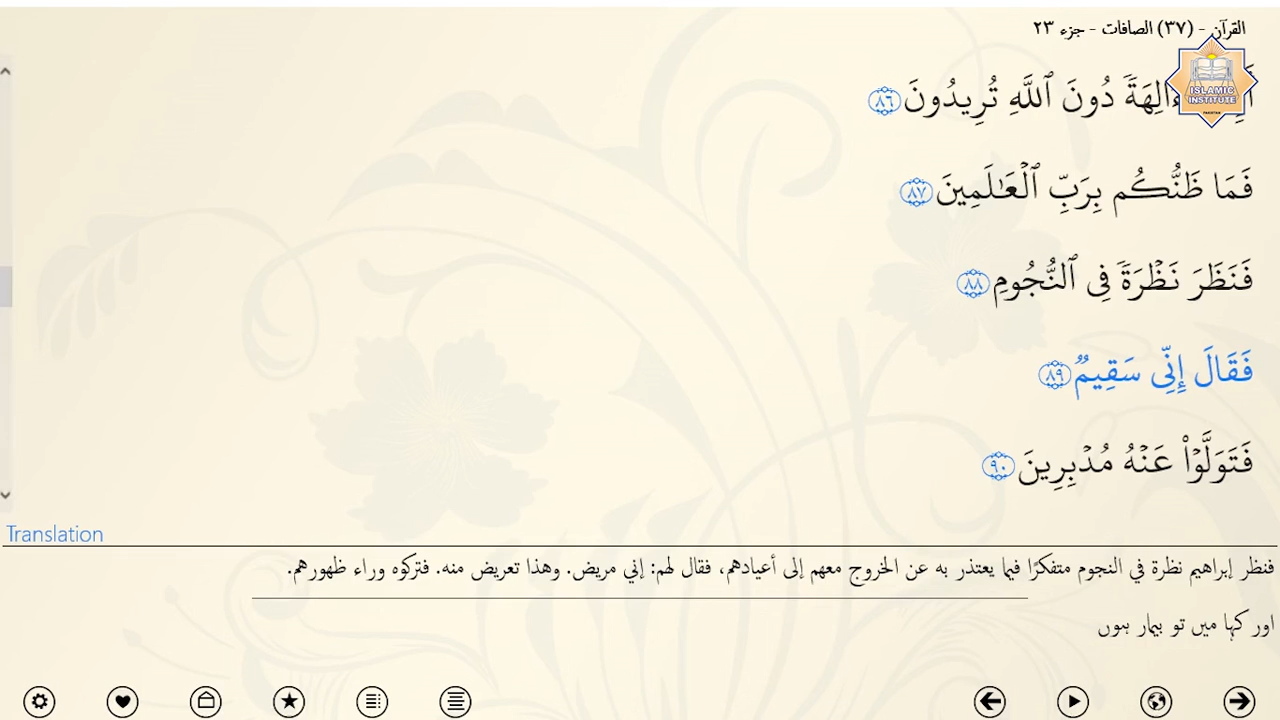 القرآن - (٣٧) الصافات - جزء ٢٣
ISLAMIC
INSTITUTE
PAKISTAN
ءَالِهَةً دُونَ ٱللَّهِ تُرِيدُونَ ٨٦
فَمَا ظَنُّكُم بِرَبِّ ٱلْعَـٰلَمِينَ ٨٧
فَنَظَرَ نَظْرَةً فِى ٱلنُّجُومِ ٨٨
فَقَالَ إِنِّى سَقِيمٌ ٨٩
فَتَوَلَّوْا۟ عَنْهُ مُدْبِرِينَ ٩٠
Translation
فنظر إبراهيم نظرة في النجوم متفكرًا فيما يعتذر به عن الخروج معهم إلى أعيادهم، فقال لهم: إني مريض. وهذا تعريض منه. فتركوه وراء ظهورهم.
اور کہا میں تو بیمار ہوں